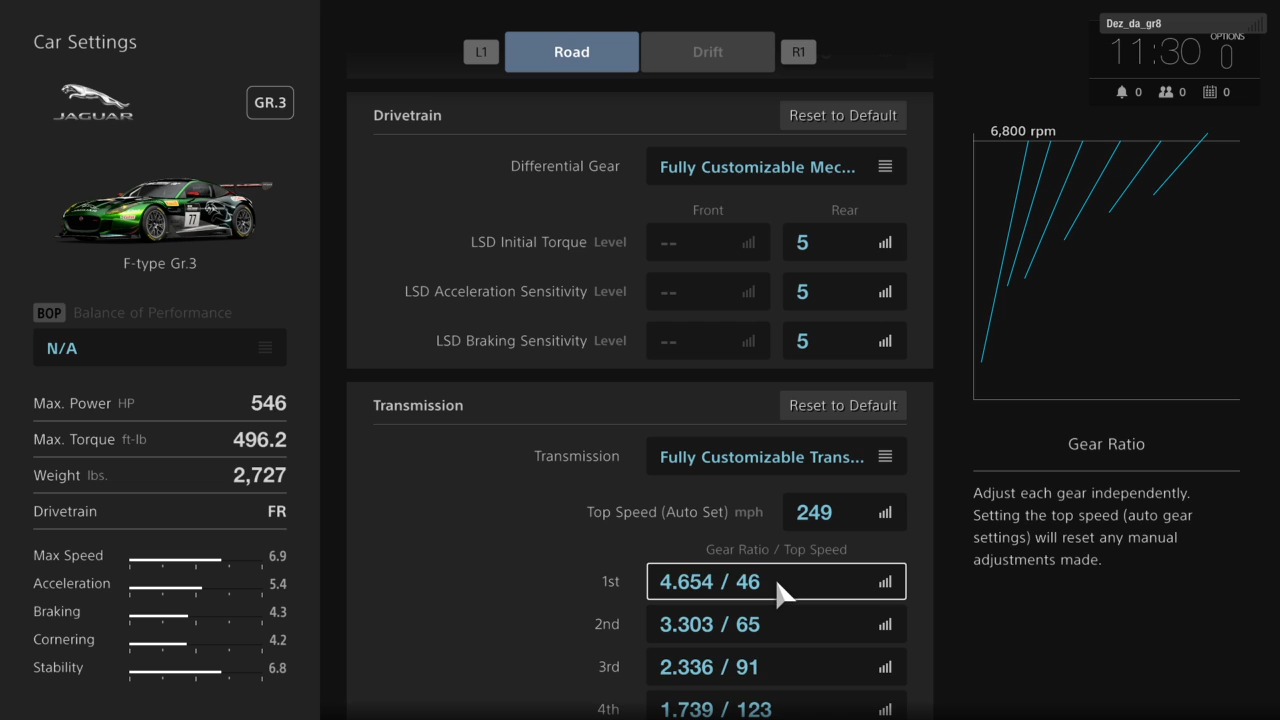 Car Settings
JAGUAR
GR.3
77
F-type Gr.3
BOP Balance of Performance
N/A
Max. Power HP 546
Max. Torque ft-lb 496.2
Weight lbs. 2,727
Drivetrain FR
Max Speed 6.9
Acceleration 5.4
Braking 4.3
Cornering 4.2
Stability 6.8
L1 Road Drift R1
Drivetrain Reset to Default
Differential Gear Fully Customizable Mec...
Front Rear
LSD Initial Torque Level -- 5
LSD Acceleration Sensitivity Level -- 5
LSD Braking Sensitivity Level -- 5
Transmission Reset to Default
Transmission Fully Customizable Trans...
Top Speed (Auto Set) mph 249
Gear Ratio / Top Speed
1st 4.654 / 46
2nd 3.303 / 65
3rd 2.336 / 91
4th 1.739 / 123
Dez_da_gr8
11:30 OPTIONS
0 0 0
6,800 rpm
Gear Ratio
Adjust each gear independently.
Setting the top speed (auto gear
settings) will reset any manual
adjustments made.